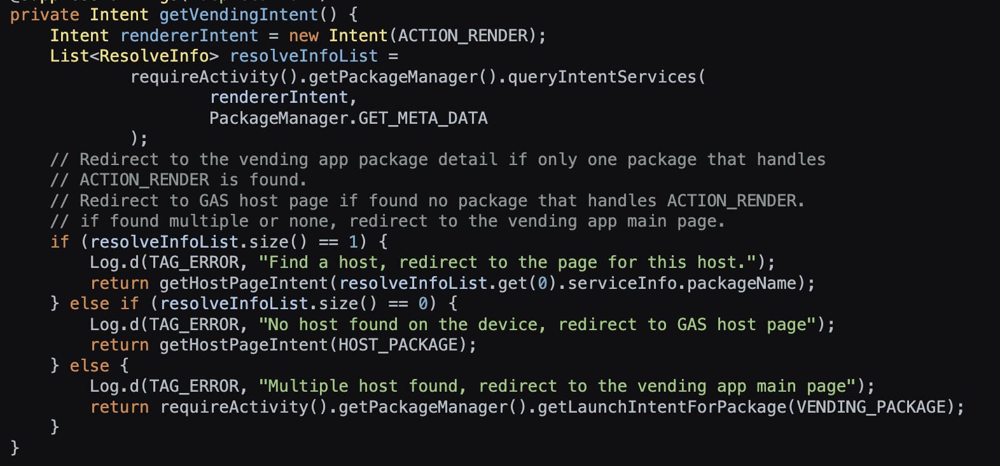 private Intent getVendingIntent() {
    Intent rendererIntent = new Intent(ACTION_RENDER);
    List<ResolveInfo> resolveInfoList =
            requireActivity().getPackageManager().queryIntentServices(
                    rendererIntent,
                    PackageManager.GET_META_DATA
            );
    // Redirect to the vending app package detail if only one package that handles
    // ACTION_RENDER is found.
    // Redirect to GAS host page if found no package that handles ACTION_RENDER.
    // if found multiple or none, redirect to the vending app main page.
    if (resolveInfoList.size() == 1) {
        Log.d(TAG_ERROR, "Find a host, redirect to the page for this host.");
        return getHostPageIntent(resolveInfoList.get(0).serviceInfo.packageName);
    } else if (resolveInfoList.size() == 0) {
        Log.d(TAG_ERROR, "No host found on the device, redirect to GAS host page");
        return getHostPageIntent(HOST_PACKAGE);
    } else {
        Log.d(TAG_ERROR, "Multiple host found, redirect to the vending app main page");
        return requireActivity().getPackageManager().getLaunchIntentForPackage(VENDING_PACKAGE);
    }
}